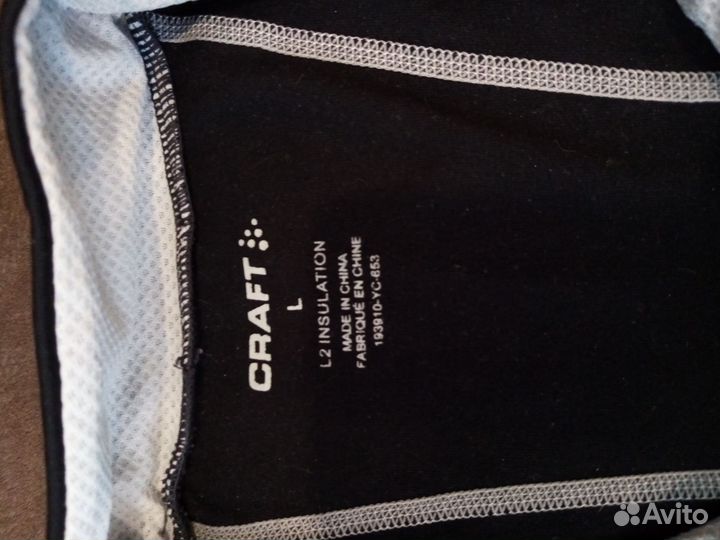 CRAFT
L
L2 INSULATION
MADE IN CHINA
FABRIQUÉ EN CHINE
193910-YC-653
Avito